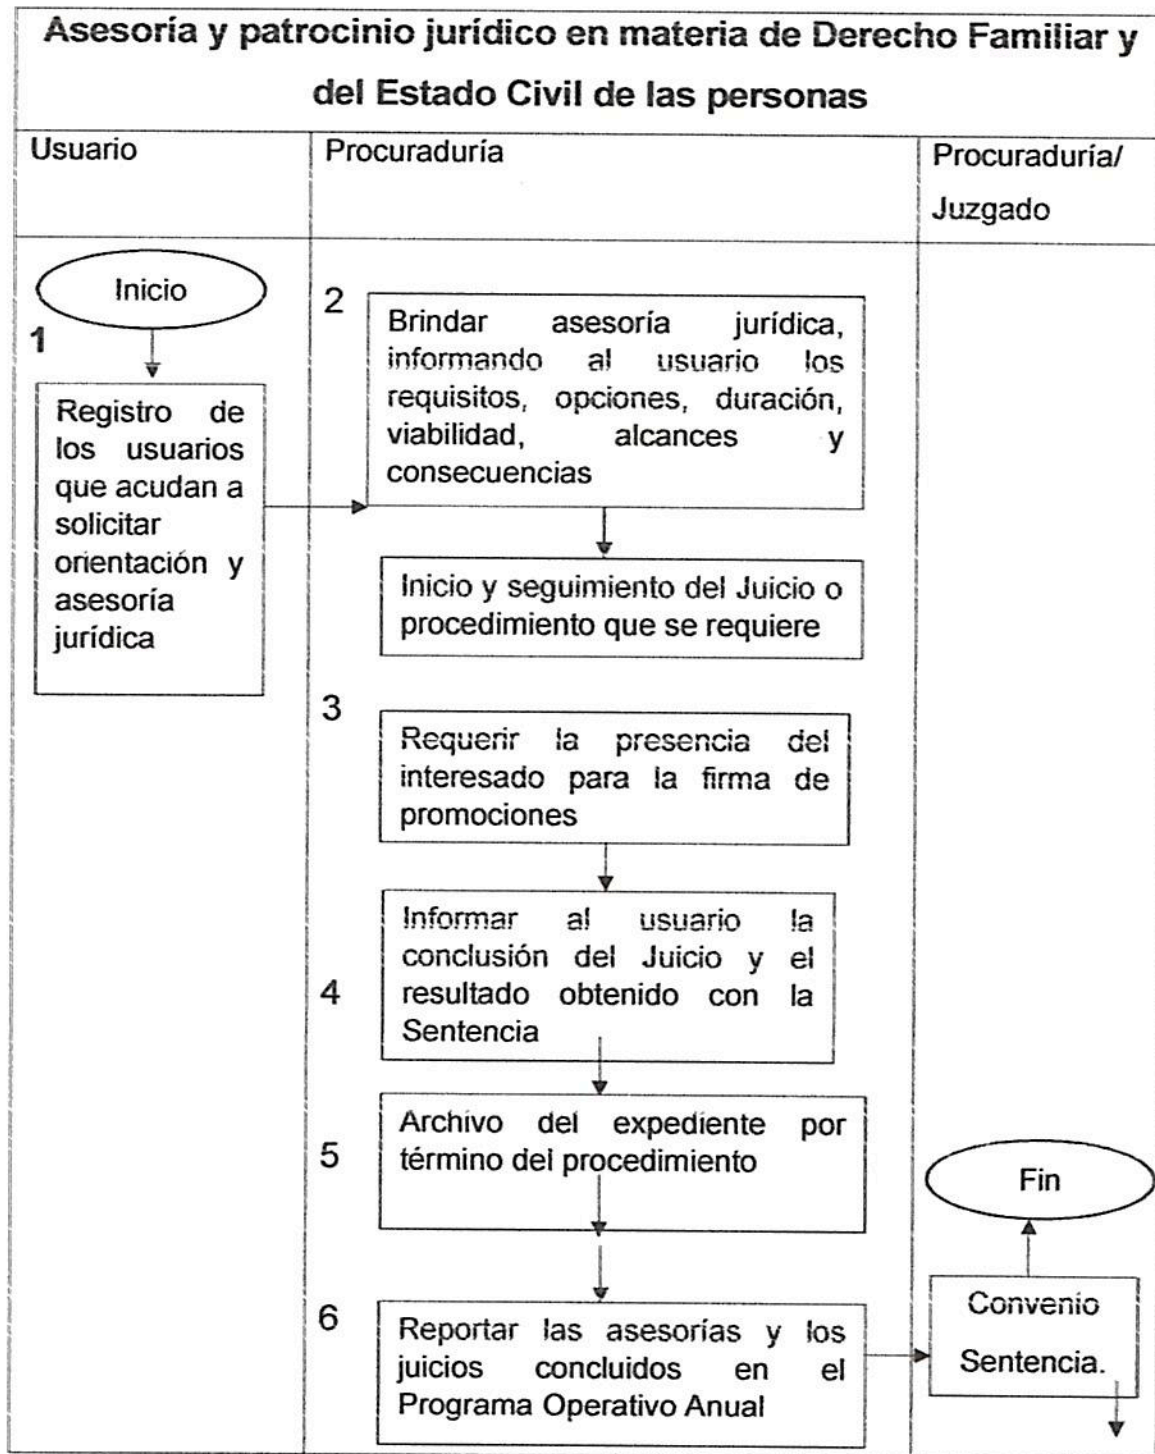 Asesoría y patrocinio jurídico en materia de Derecho Familiar y
del Estado Civil de las personas
Usuario
Procuraduría
Procuraduría/
Juzgado
Inicio
1
Registro de
los usuarios
que acudan a
solicitar
orientación y
asesoría
jurídica
2
Brindar asesoría jurídica,
informando al usuario los
requisitos, opciones, duración,
viabilidad, alcances y
consecuencias
Inicio y seguimiento del Juicio o
procedimiento que se requiere
3
Requerir la presencia del
interesado para la firma de
promociones
4
Informar al usuario la
conclusión del Juicio y el
resultado obtenido con la
Sentencia
5
Archivo del expediente por
término del procedimiento
6
Reportar las asesorías y los
juicios concluidos en el
Programa Operativo Anual
Fin
Convenio
Sentencia.